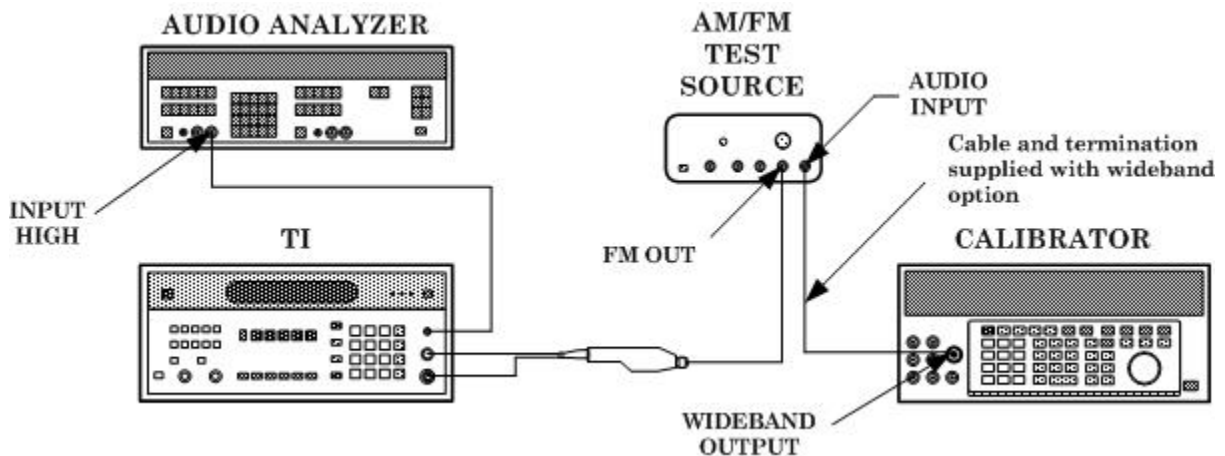 AUDIO ANALYZER
AM/FM
TEST
SOURCE
AUDIO
INPUT
Cable and termination
supplied with wideband
option
INPUT
HIGH
TI
FM OUT
CALIBRATOR
WIDEBAND
OUTPUT